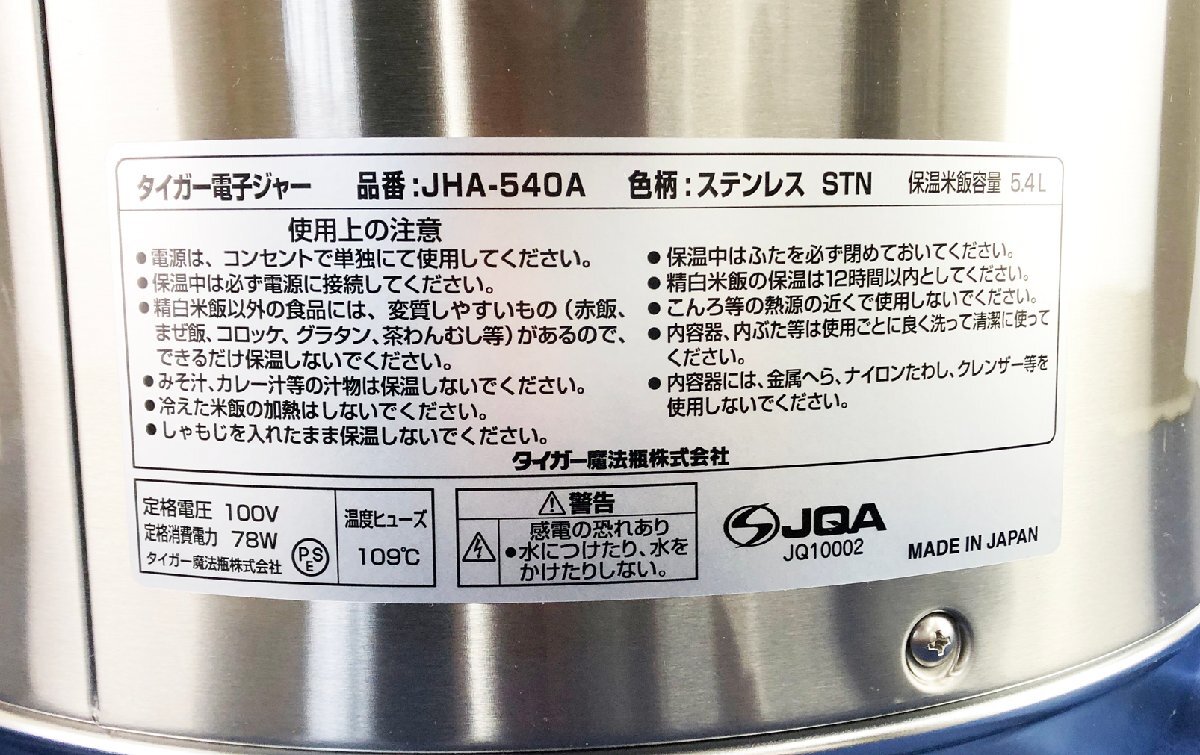 タイガー電子ジャー 品番:JHA-540A 色柄:ステンレス STN 保温米飯容量 5.4L
使用上の注意
●電源は、コンセントで単独にて使用してください。
●保温中は必ず電源に接続してください。
●精白米飯以外の食品には、変質しやすいもの(赤飯、
まぜ飯、コロッケ、グラタン、茶わんむし等)があるので、
できるだけ保温しないでください。
●みそ汁、カレー汁等の汁物は保温しないでください。
●冷えた米飯の加熱はしないでください。
●しゃもじを入れたまま保温しないでください。
●保温中はふたを必ず閉めておいてください。
●精白米飯の保温は12時間以内としてください。
●こんろ等の熱源の近くで使用しないでください。
●内容器、内ぶた等は使用ごとに良く洗って清潔に使って
ください。
●内容器には、金属へら、ナイロンたわし、クレンザー等を
使用しないでください。
タイガー魔法瓶株式会社
定格電圧 100V
定格消費電力 78W
タイガー魔法瓶株式会社
PSE
温度ヒューズ
109℃
警告
感電の恐れあり
●水につけたり、水を
かけたりしない。
JQA
JQ10002
MADE IN JAPAN